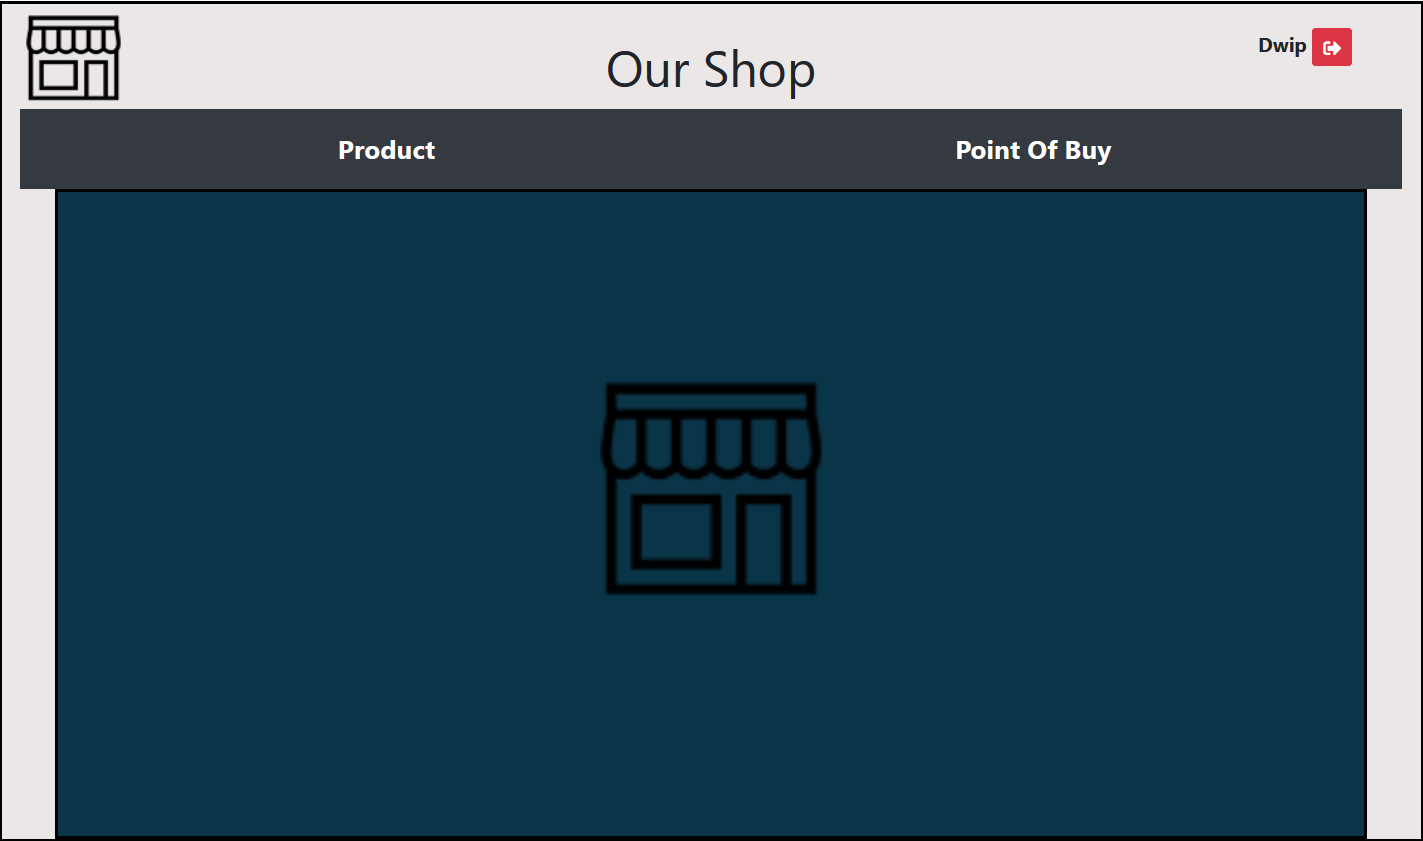 Our Shop
Dwip
Product
Point Of Buy